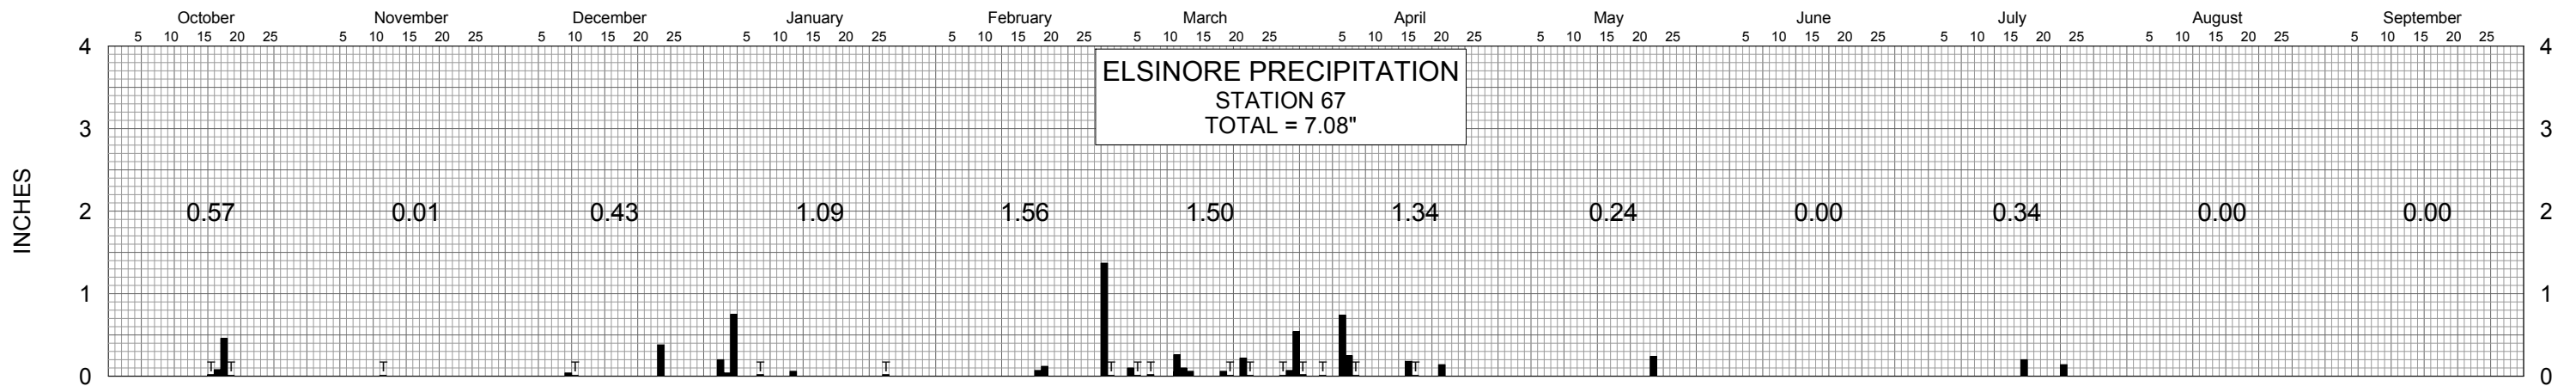 October November December January February March April May June July August September
5 10 15 20 25 5 10 15 20 25 5 10 15 20 25 5 10 15 20 25 5 10 15 20 25 5 10 15 20 25 5 10 15 20 25 5 10 15 20 25 5 10 15 20 25 5 10 15 20 25 5 10 15 20 25 5 10 15 20 25
4 4
ELSINORE PRECIPITATION
STATION 67
TOTAL = 7.08"
3 3
INCHES
2 0.57 0.01 0.43 1.09 1.56 1.50 1.34 0.24 0.00 0.34 0.00 0.00 2
1 1
T T T T T T T T T T T T T T T T T
0 0